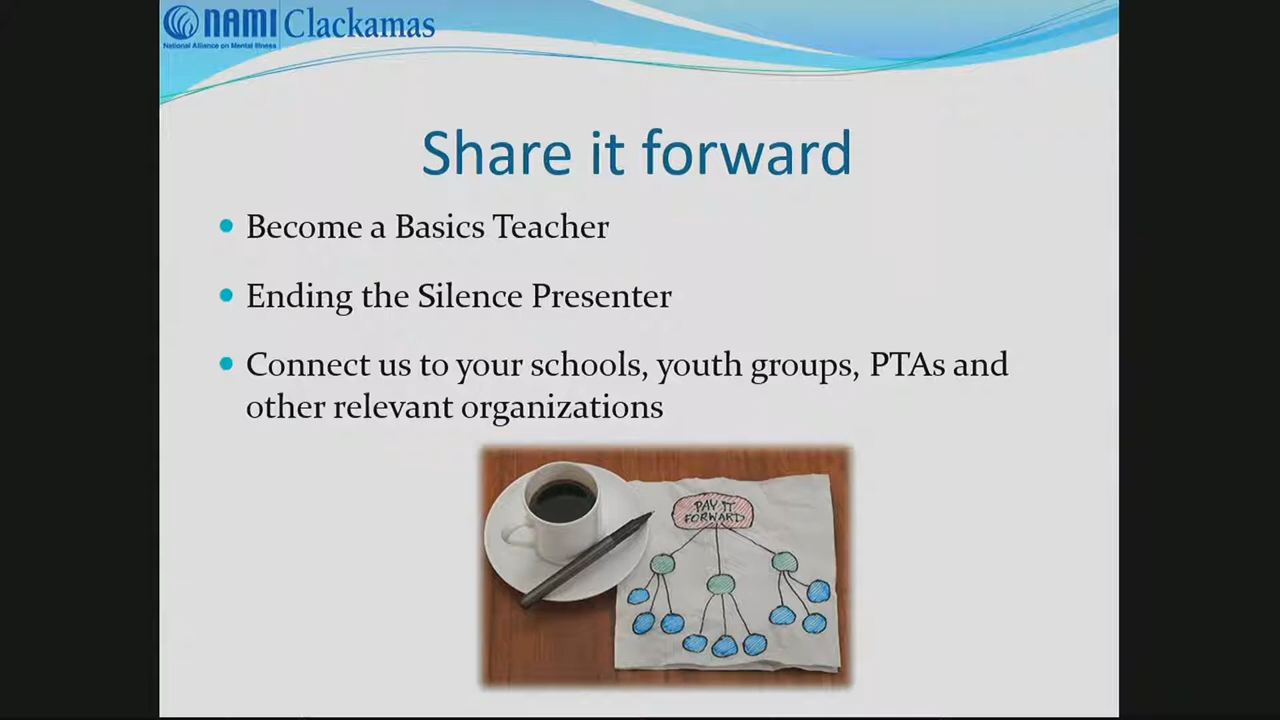 NAMI Clackamas
National Alliance on Mental Illness
Share it forward
Become a Basics Teacher
Ending the Silence Presenter
Connect us to your schools, youth groups, PTAs and
other relevant organizations
PAY IT
FORWARD